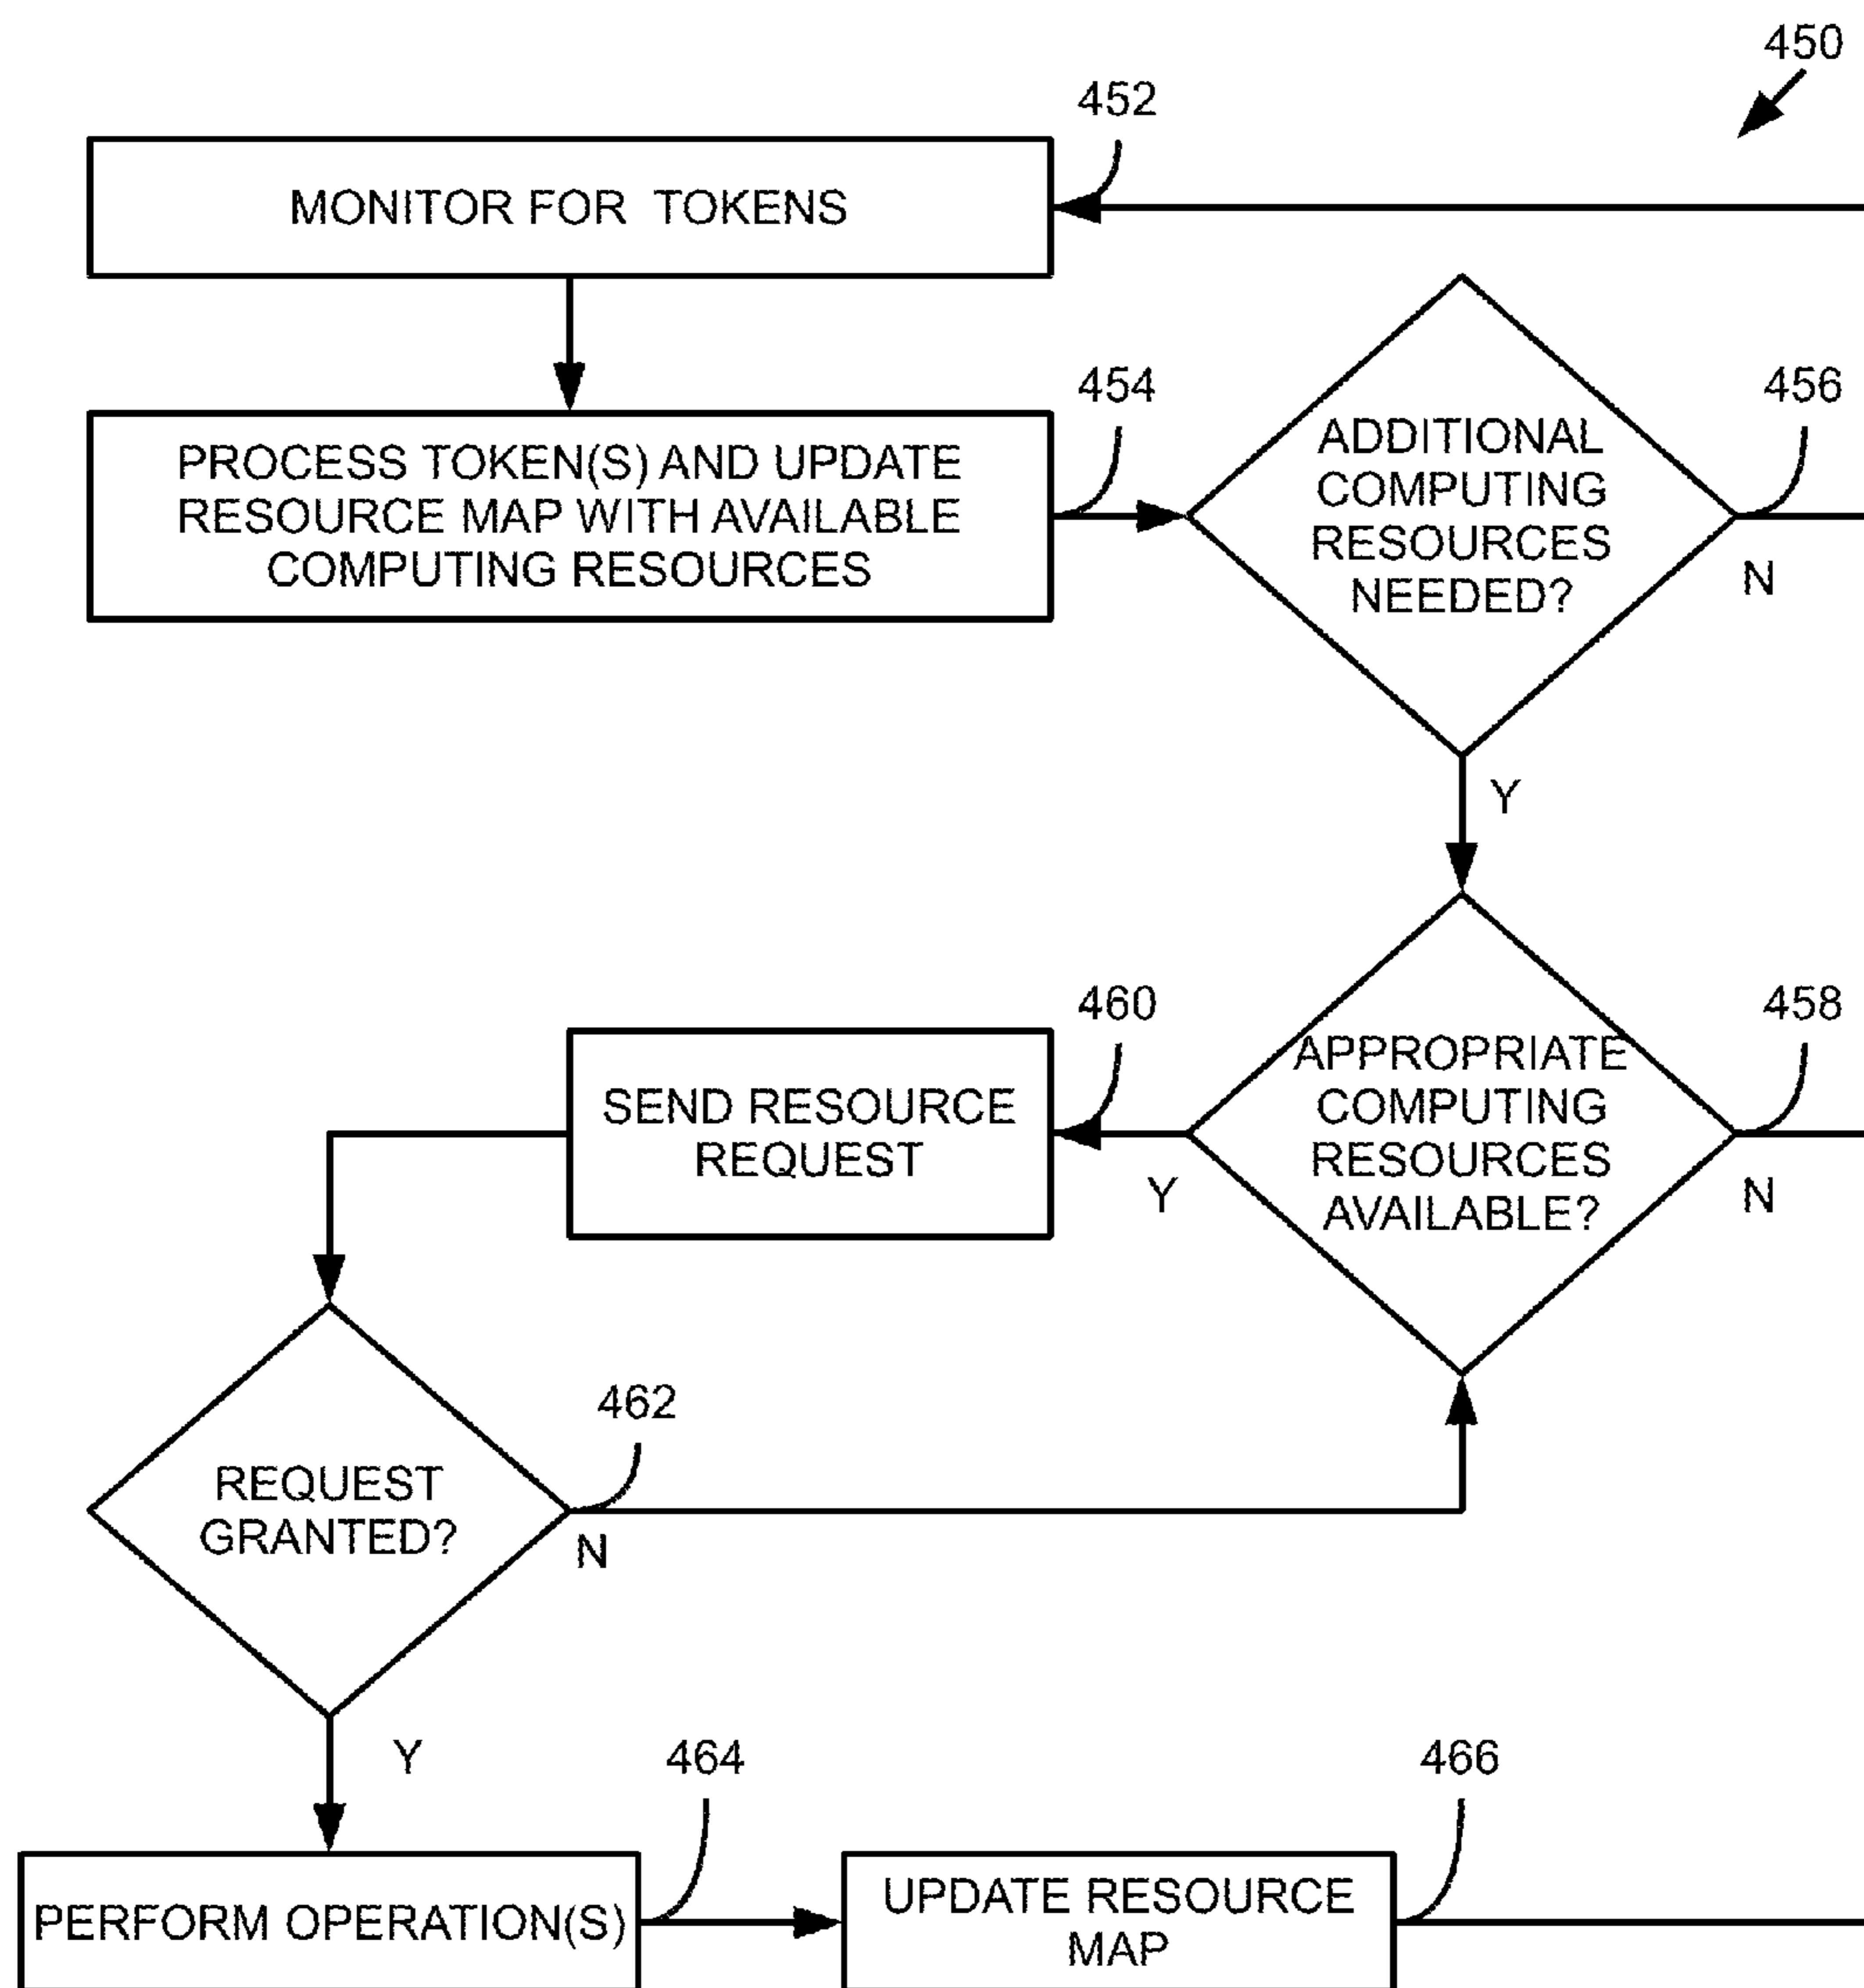 450
452
MONITOR FOR TOKENS
454
456
PROCESS TOKEN(S) AND UPDATE
RESOURCE MAP WITH AVAILABLE
COMPUTING RESOURCES
ADDITIONAL
COMPUTING
RESOURCES
NEEDED?
N
Y
460
458
SEND RESOURCE
REQUEST
APPROPRIATE
COMPUTING
RESOURCES
AVAILABLE?
Y
N
462
REQUEST
GRANTED?
N
Y
464
466
PERFORM OPERATION(S)
UPDATE RESOURCE
MAP